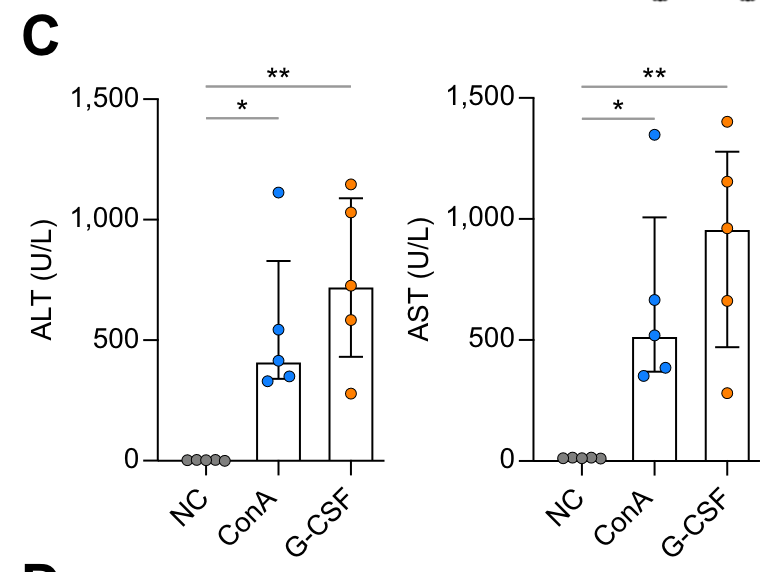 C
**
*
1,500
1,000
500
0
ALT (U/L)
NC
ConA
G-CSF
**
*
1,500
1,000
500
0
AST (U/L)
NC
ConA
G-CSF